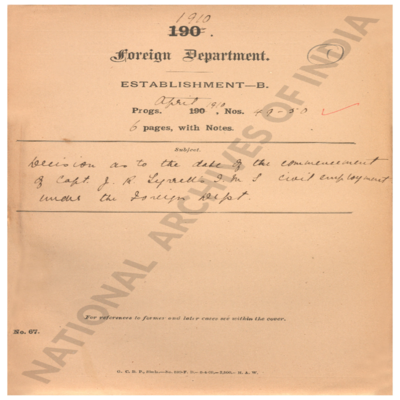 1910
190 .
Foreign Department.
ESTABLISHMENT—B.
April 910
Progs. 190 , Nos. 49-50
6 pages, with Notes.
Subject.
Decision as to the date of the commencement
of Capt. J. R. I.M.S civil employment
under the Foreign Dept.
For references to former and later cases see within the cover.
No. 67.
NATIONAL ARCHIVES OF INDIA